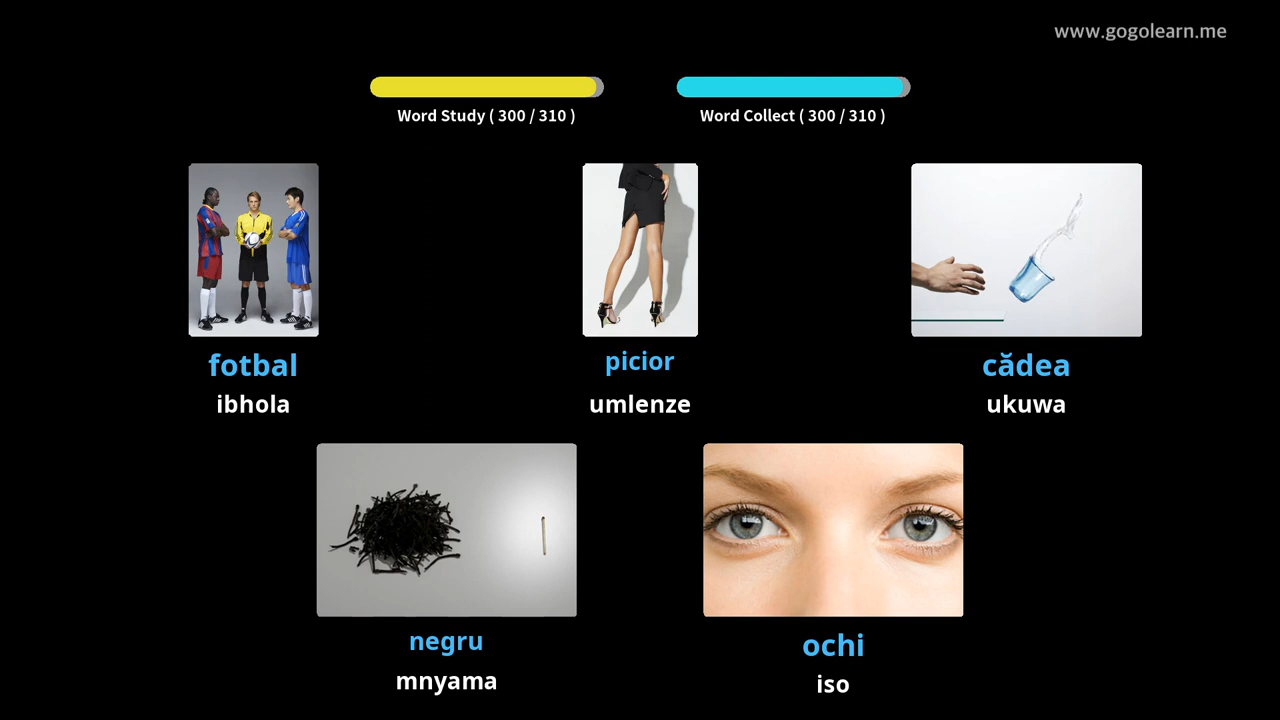 www.gogolearn.me
Word Study ( 300 / 310 )
Word Collect ( 300 / 310 )
fotbal
ibhola
picior
umlenze
cădea
ukuwa
negru
mnyama
ochi
iso